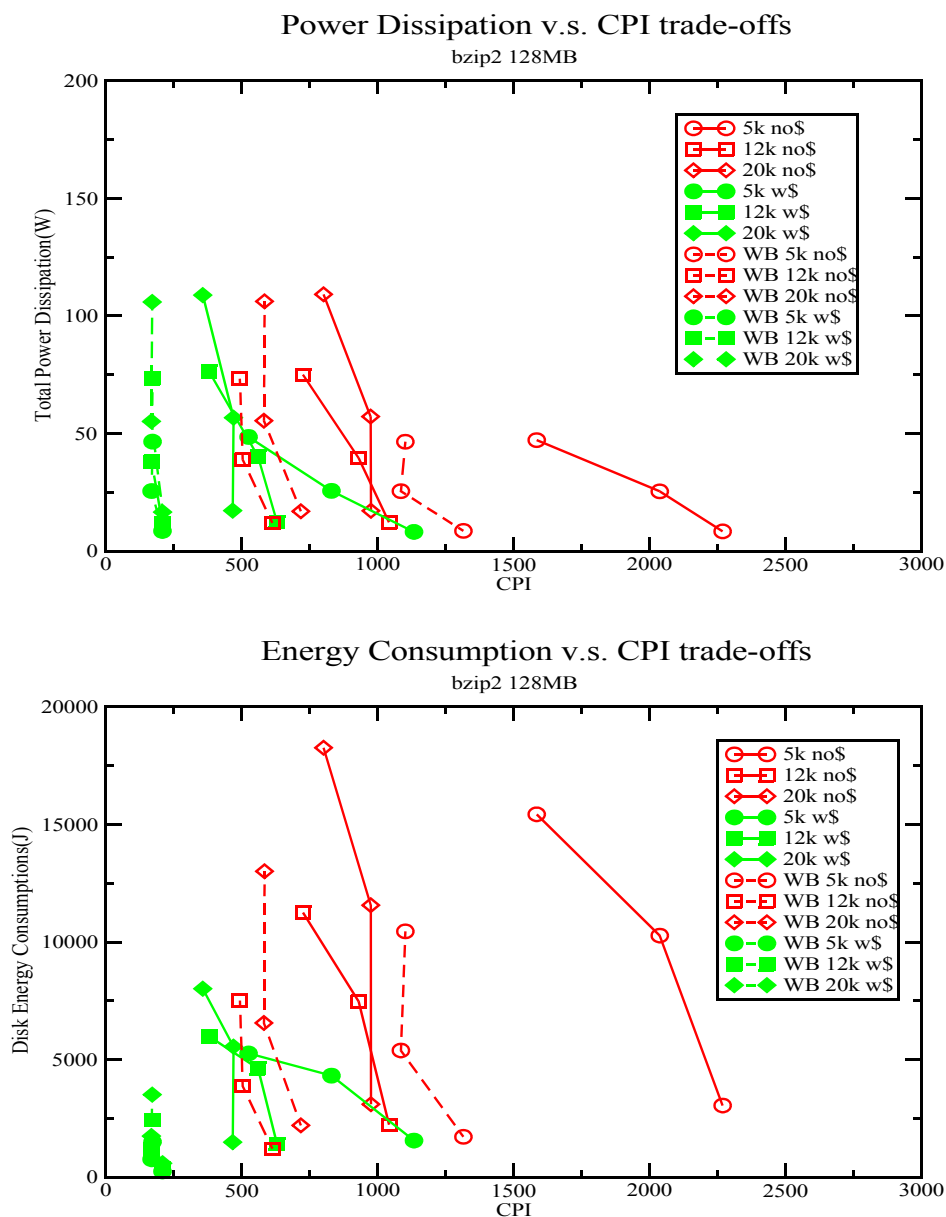 Power Dissipation v.s. CPI trade-offs
bzip2 128MB
200
150
100
50
0
Total Power Dissipation(W)
5k no$
12k no$
20k no$
5k w$
12k w$
20k w$
WB 5k no$
WB 12k no$
WB 20k no$
WB 5k w$
WB 12k w$
WB 20k w$
0 500 1000 1500 2000 2500 3000
CPI
Energy Consumption v.s. CPI trade-offs
bzip2 128MB
20000
15000
10000
5000
0
Disk Energy Consumptions(J)
5k no$
12k no$
20k no$
5k w$
12k w$
20k w$
WB 5k no$
WB 12k no$
WB 20k no$
WB 5k w$
WB 12k w$
WB 20k w$
0 500 1000 1500 2000 2500 3000
CPI